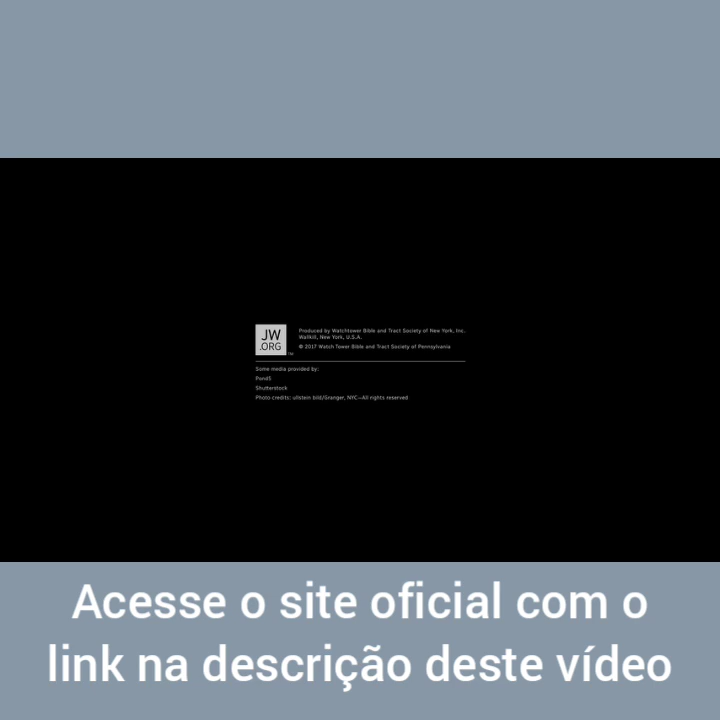 JW
.ORG
TM
Produced by Watchtower Bible and Tract Society of New York, Inc.
Wallkill, New York, U.S.A.
© 2017 Watch Tower Bible and Tract Society of Pennsylvania
Some media provided by:
Pond5
Shutterstock
Photo credits: ullstein bild/Granger, NYC—All rights reserved
Acesse o site oficial com o
link na descrição deste vídeo